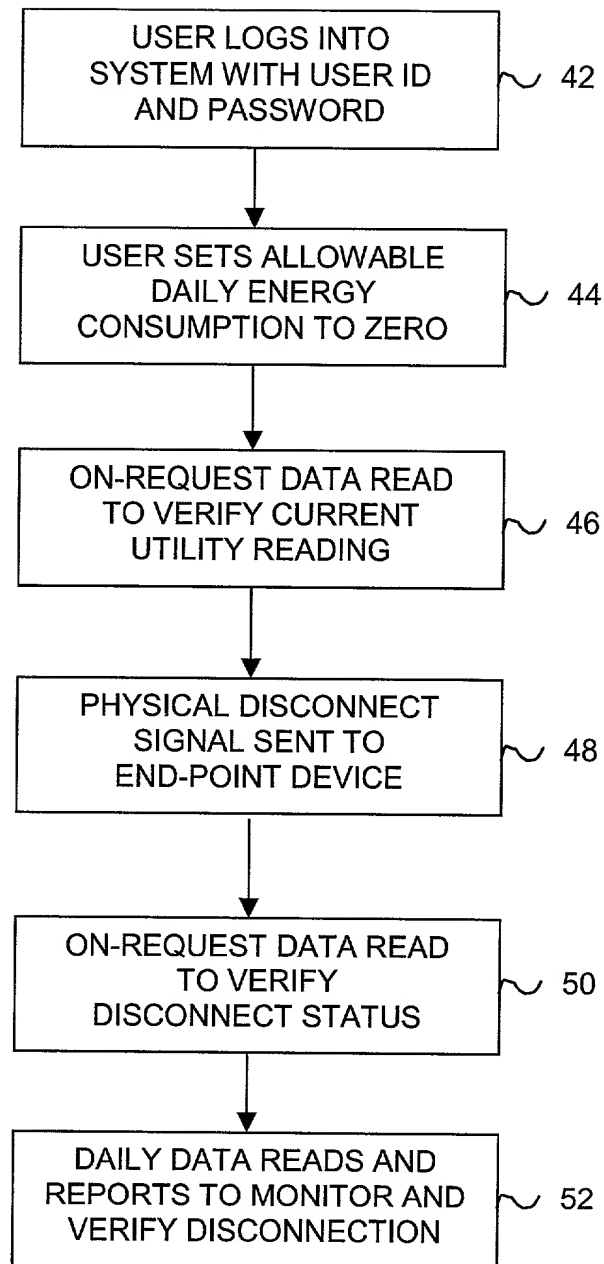 USER LOGS INTO
SYSTEM WITH USER ID
AND PASSWORD
42
USER SETS ALLOWABLE
DAILY ENERGY
CONSUMPTION TO ZERO
44
ON-REQUEST DATA READ
TO VERIFY CURRENT
UTILITY READING
46
PHYSICAL DISCONNECT
SIGNAL SENT TO
END-POINT DEVICE
48
ON-REQUEST DATA READ
TO VERIFY
DISCONNECT STATUS
50
DAILY DATA READS AND
REPORTS TO MONITOR AND
VERIFY DISCONNECTION
52